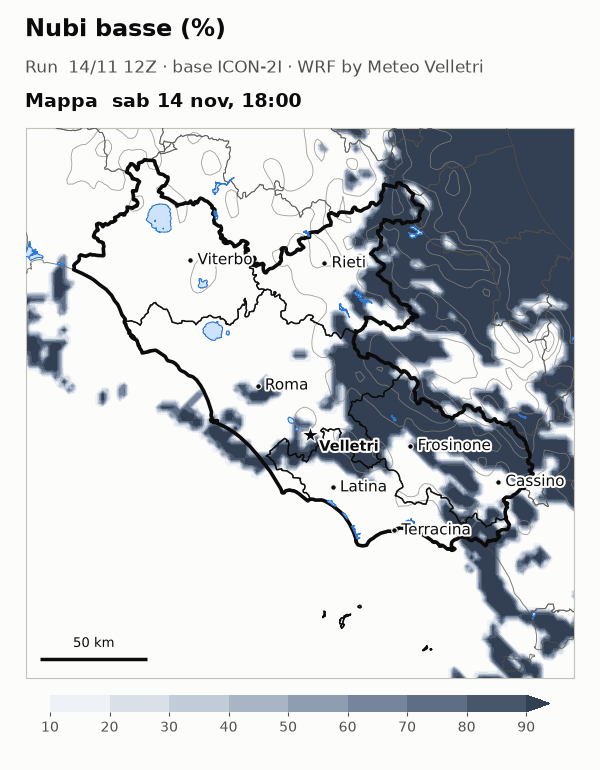 Nubi basse (%)
Run  14/11 12Z · base ICON-2I · WRF by Meteo Velletri
Mappa  sab 14 nov, 18:00
Viterbo
Rieti
Roma
Velletri
Frosinone
Latina
Cassino
Terracina
50 km
10 20 30 40 50 60 70 80 90